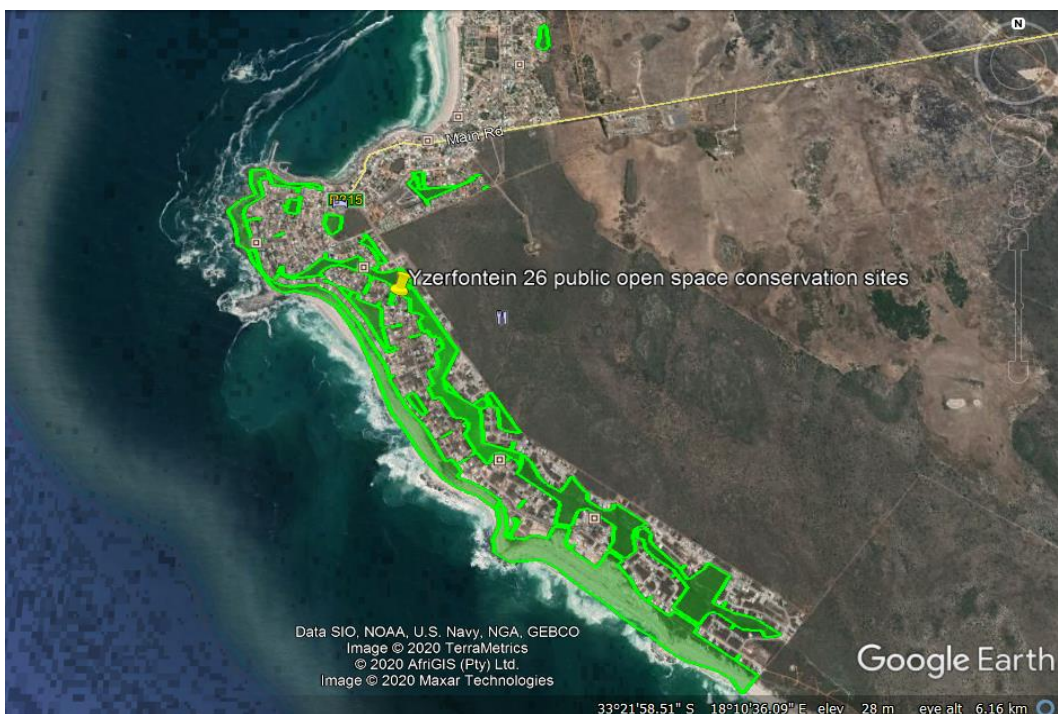 N
Main Rd
R315
Yzerfontein 26 public open space conservation sites
Data SIO, NOAA, U.S. Navy, NGA, GEBCO
Image © 2020 TerraMetrics
© 2020 AfriGIS (Pty) Ltd.
Image © 2020 Maxar Technologies
Google Earth
33°21'58.51" S 18°10'36.09" E elev 28 m eye alt 6.16 km